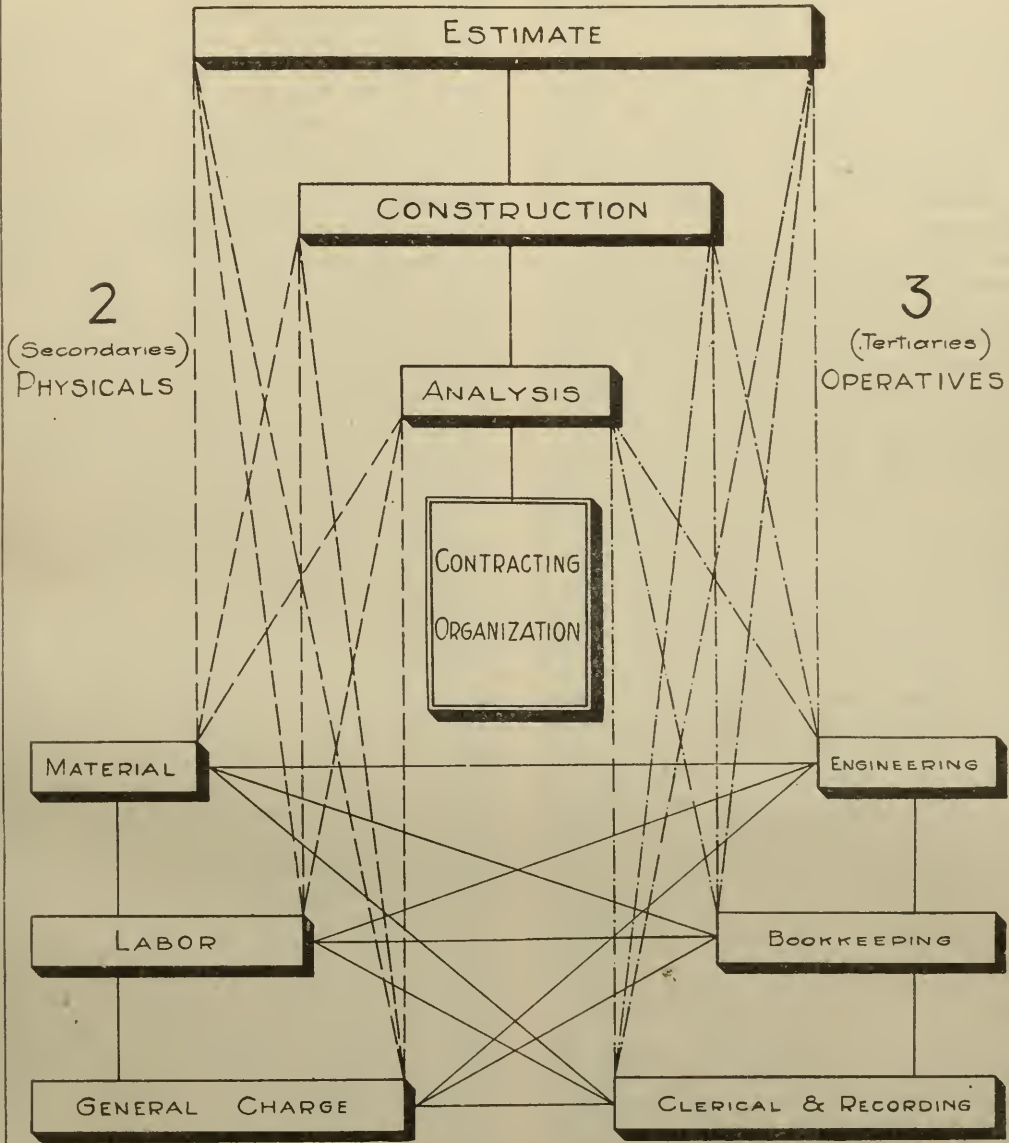 ESTIMATE
CONSTRUCTION
2
(Secondaries)
PHYSICALS
3
(Tertiaries)
OPERATIVES
ANALYSIS
CONTRACTING
ORGANIZATION
MATERIAL
ENGINEERING
LABOR
BOOKKEEPING
GENERAL CHARGE
CLERICAL & RECORDING